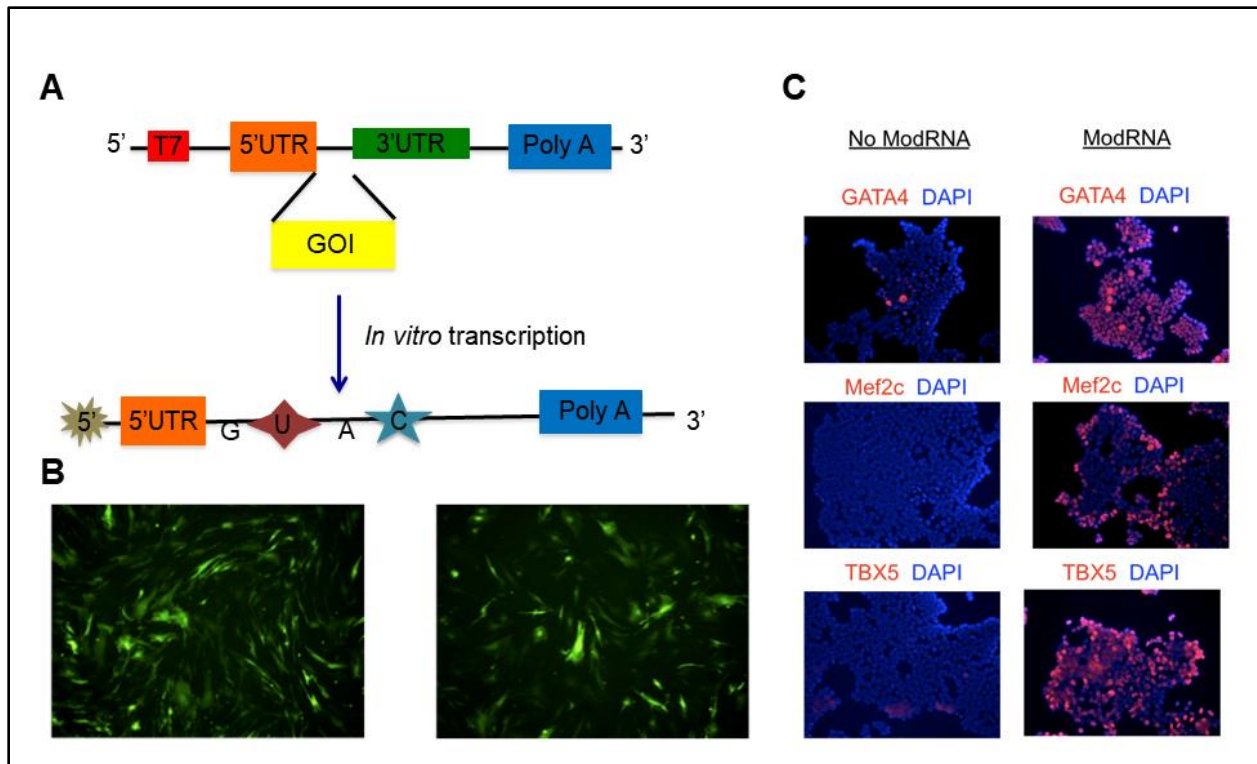 A
5’ T7 5’UTR 3’UTR Poly A 3’
GOI
In vitro transcription
5’ 5’UTR G U A C Poly A 3’
B
C
No ModRNA ModRNA
GATA4 DAPI GATA4 DAPI
Mef2c DAPI Mef2c DAPI
TBX5 DAPI TBX5 DAPI